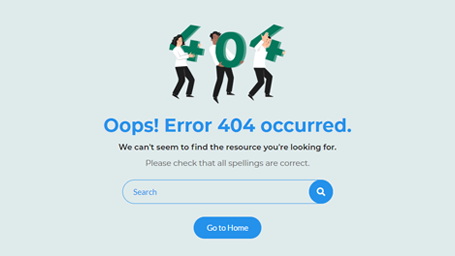 404
Oops! Error 404 occurred.
We can't seem to find the resource you're looking for.
Please check that all spellings are correct.
Search
Go to Home